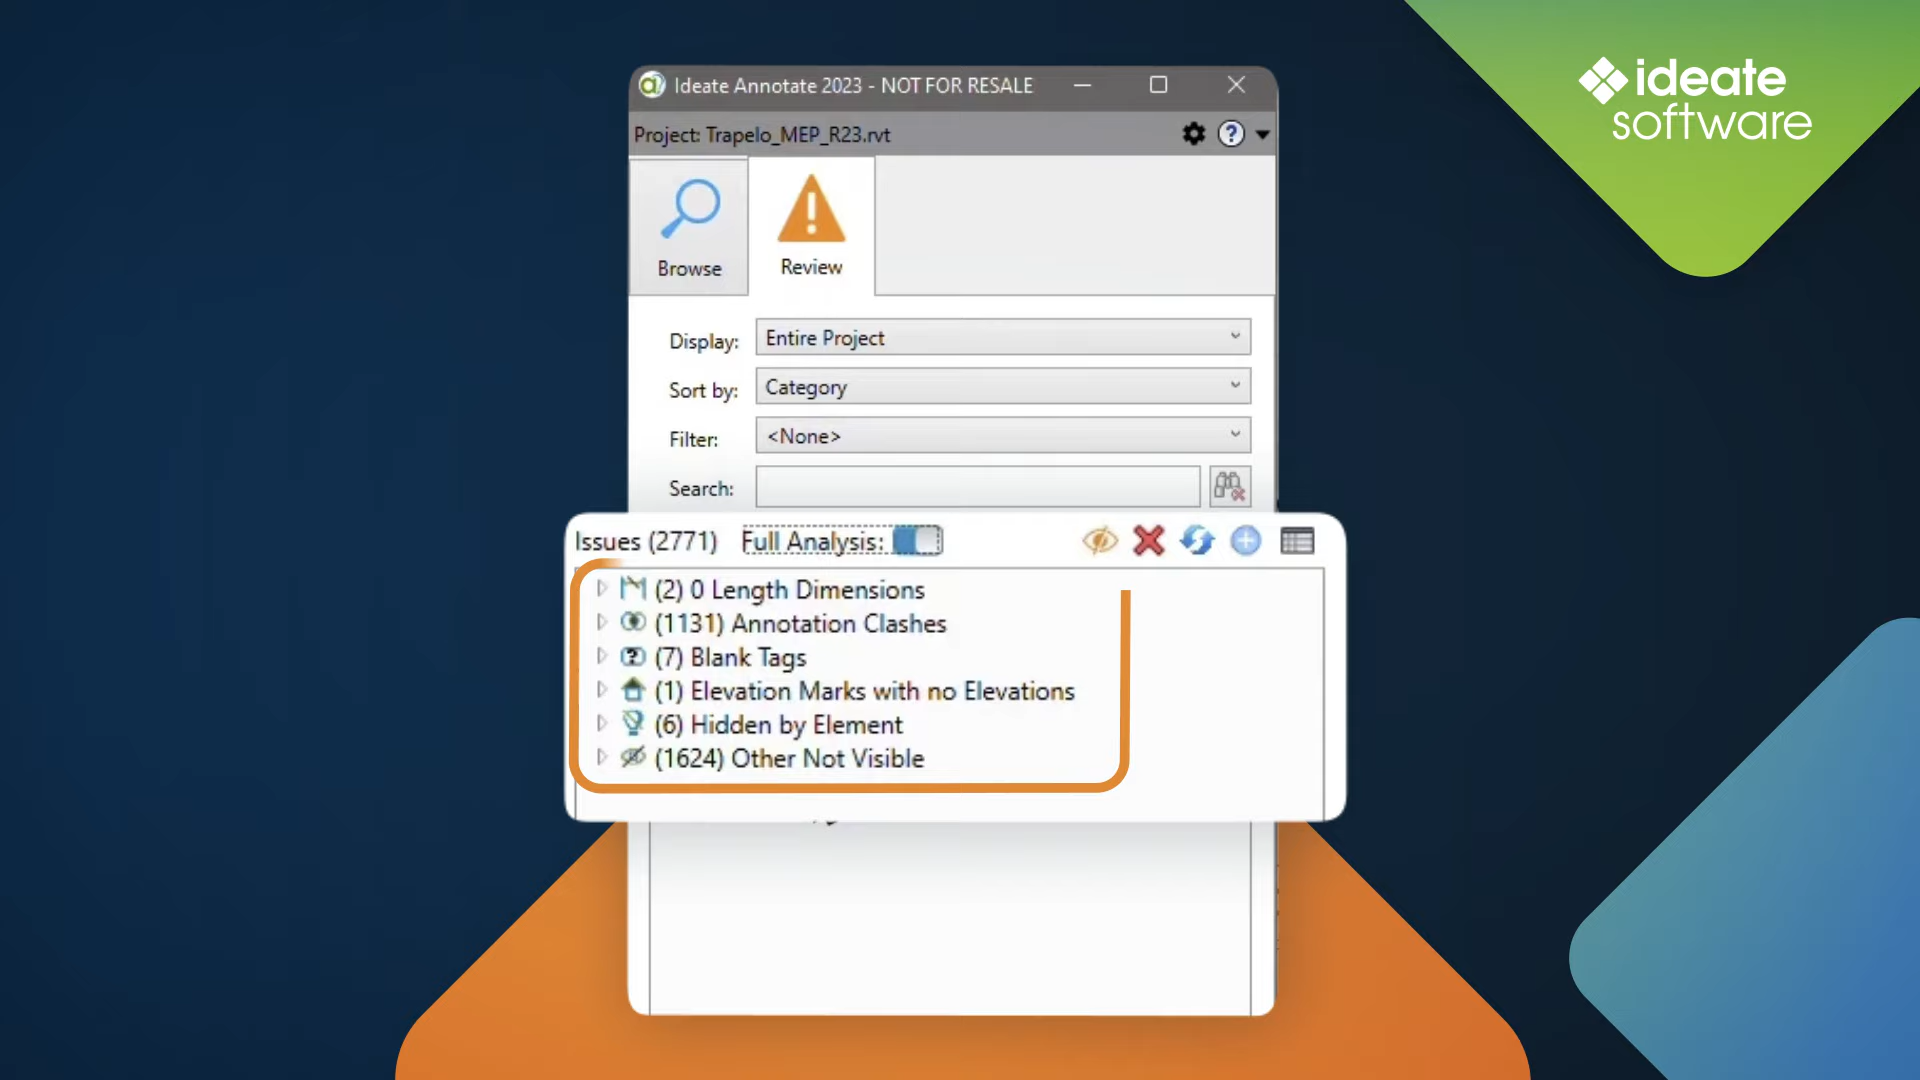 Ideate Annotate 2023 - NOT FOR RESALE
ideate
software
Project: Trapelo_MEP_R23.rvt
Browse
Review
Display: Entire Project
Sort by: Category
Filter: <None>
Search:
Issues (2771) Full Analysis:
(2) 0 Length Dimensions
(1131) Annotation Clashes
(7) Blank Tags
(1) Elevation Marks with no Elevations
(6) Hidden by Element
(1624) Other Not Visible